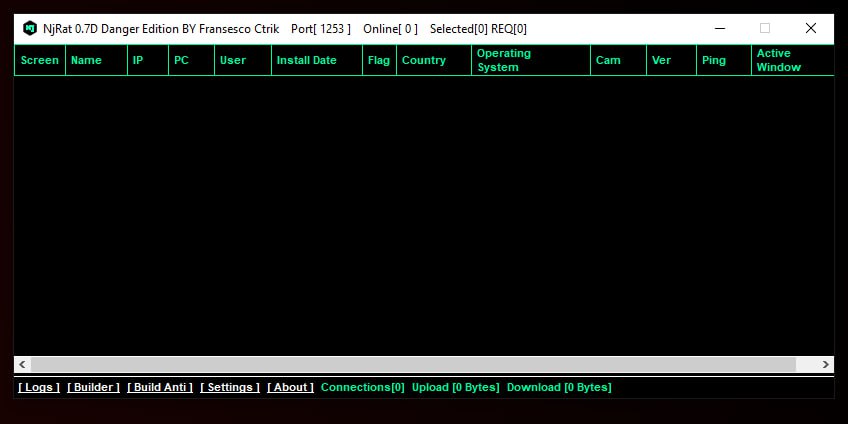 NJ NjRat 0.7D Danger Edition BY Fransesco Ctrik Port[ 1253 ] Online[ 0 ] Selected[0] REQ[0]
Screen Name IP PC User Install Date Flag Country Operating System Cam Ver Ping Active Window
[ Logs ] [ Builder ] [ Build Anti ] [ Settings ] [ About ] Connections[0] Upload [0 Bytes] Download [0 Bytes]